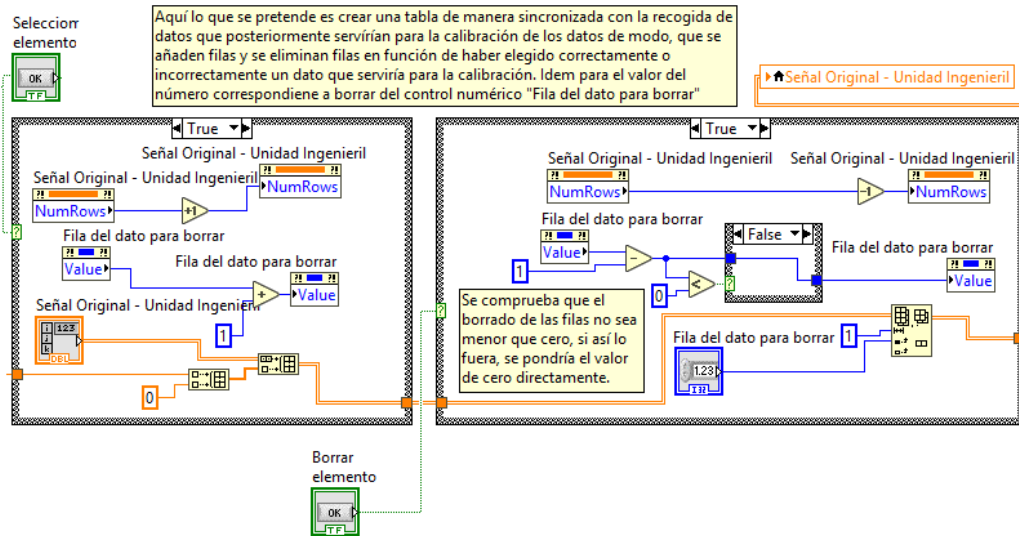 Seleccion
elemento
OK
TF
Aquí lo que se pretende es crear una tabla de manera sincronizada con la recogida de
datos que posteriormente servírían para la calibración de los datos de modo, que se
añaden filas y se eliminan filas en función de haber elegido correctamente o
incorrectamente un dato que serviría para la calibración. Idem para el valor del
número correspondiene a borrar del control numérico "Fila del dato para borrar"
Señal Original - Unidad Ingenieril
True
Señal Original - Unidad Ingenieril
Señal Original - Unidad Ingenieril
NumRows
+1
NumRows
Fila del dato para borrar
Value
Fila del dato para borrar
Value
+
1
Señal Original - Unidad Ingenieril
i
j
k
123
DBL
0
True
Señal Original - Unidad Ingenieril
Señal Original - Unidad Ingenieril
NumRows
-1
NumRows
Fila del dato para borrar
Value
1
-
0
<
False
Fila del dato para borrar
Value
Se comprueba que el
borrado de las filas no sea
menor que cero, si así lo
fuera, se pondría el valor
de cero directamente.
Fila del dato para borrar
1
1.23
I32
Borrar
elemento
OK
TF